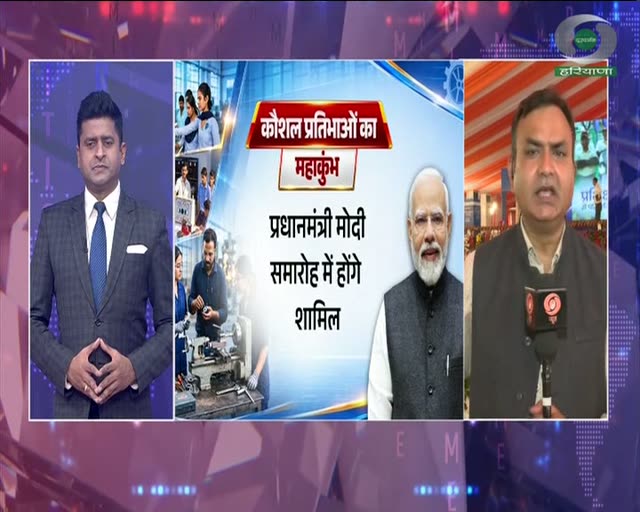 हरियाणा
कौशल प्रतिभाओं का
महाकुंभ
प्रधानमंत्री मोदी
समारोह में होंगे
शामिल